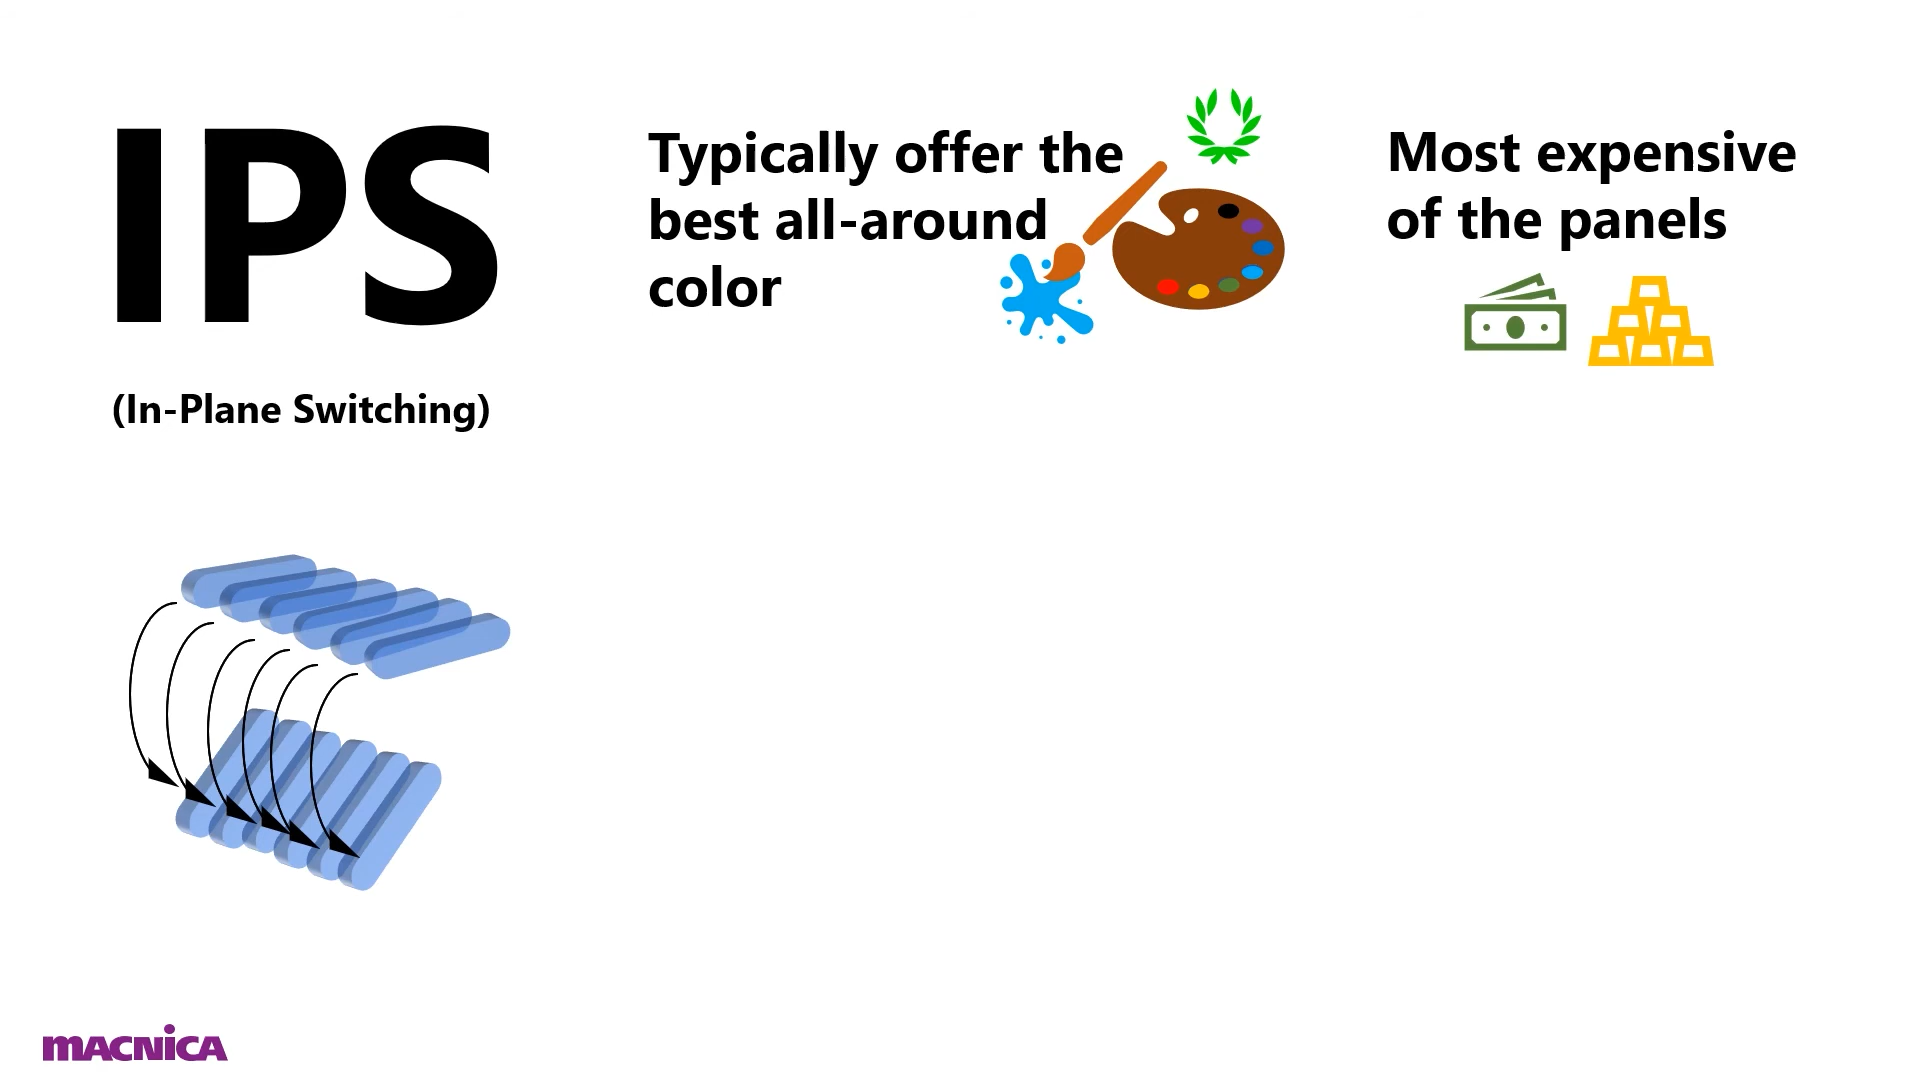 IPS
(In-Plane Switching)
Typically offer the
best all-around
color
Most expensive
of the panels
macnica